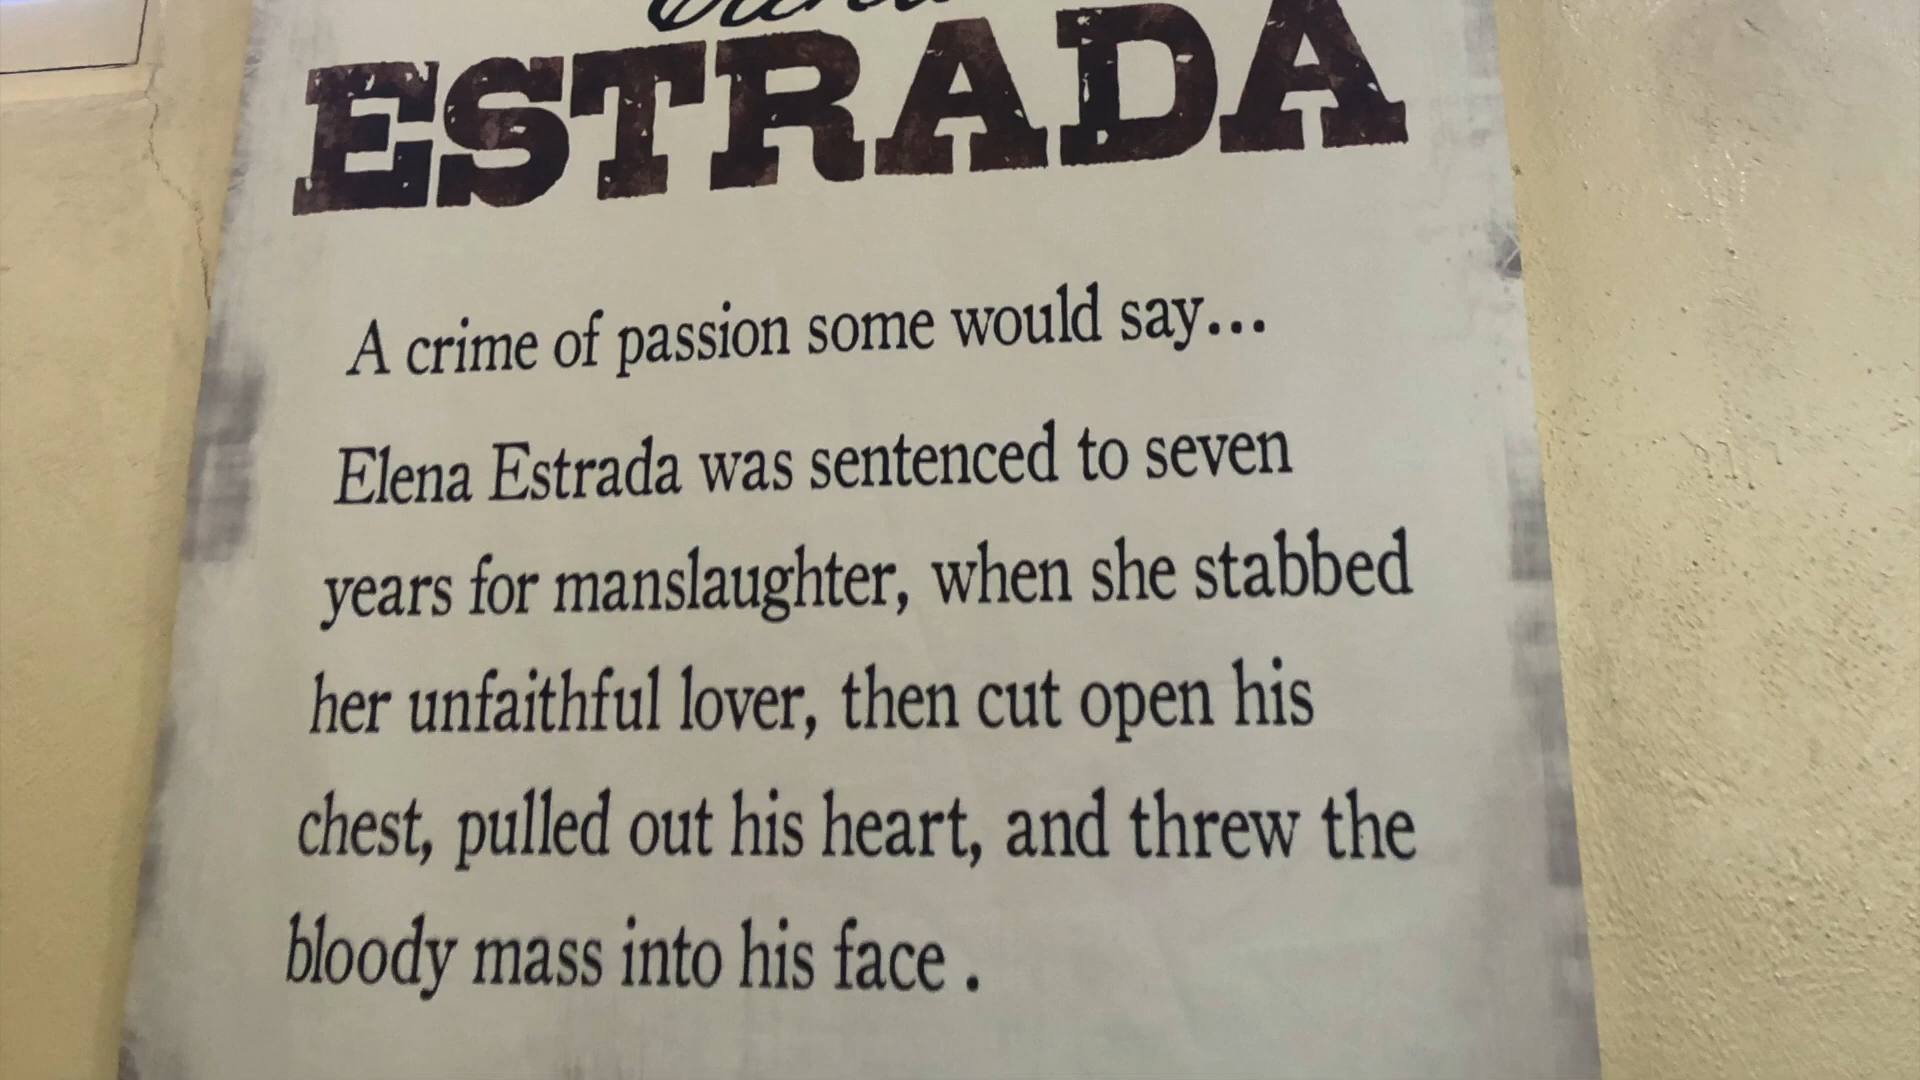 ESTRADA
A crime of passion some would say...
Elena Estrada was sentenced to seven
years for manslaughter, when she stabbed
her unfaithful lover, then cut open his
chest, pulled out his heart, and threw the
bloody mass into his face .